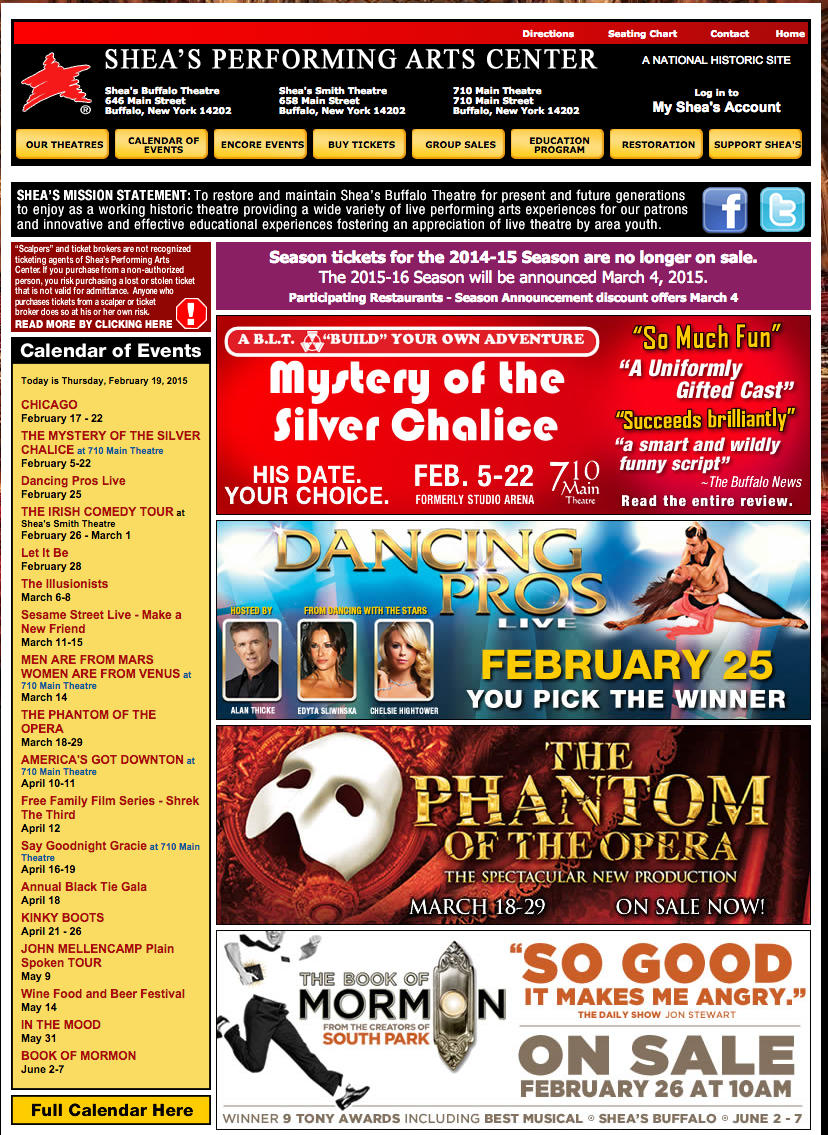 Directions Seating Chart Contact Home
SHEA'S PERFORMING ARTS CENTER
A NATIONAL HISTORIC SITE
Shea's Buffalo Theatre
646 Main Street
Buffalo, New York 14202
Shea's Smith Theatre
658 Main Street
Buffalo, New York 14202
710 Main Theatre
710 Main Street
Buffalo, New York 14202
Log in to
My Shea's Account
®
OUR THEATRES
CALENDAR OF
EVENTS
ENCORE EVENTS
BUY TICKETS
GROUP SALES
EDUCATION
PROGRAM
RESTORATION
SUPPORT SHEA'S
SHEA'S MISSION STATEMENT: To restore and maintain Shea's Buffalo Theatre for present and future generations
to enjoy as a working historic theatre providing a wide variety of live performing arts experiences for our patrons
and innovative and effective educational experiences fostering an appreciation of live theatre by area youth.
f
t
"Scalpers" and ticket brokers are not recognized
ticketing agents of Shea's Performing Arts
Center. If you purchase from a non-authorized
person, you risk purchasing a lost or stolen ticket
that is not valid for admittance. Anyone who
purchases tickets from a scalper or ticket
broker does so at his or her own risk.
READ MORE BY CLICKING HERE
!
Calendar of Events
Today is Thursday, February 19, 2015
CHICAGO
February 17 - 22
THE MYSTERY OF THE SILVER
CHALICE at 710 Main Theatre
February 5-22
Dancing Pros Live
February 25
THE IRISH COMEDY TOUR at
Shea's Smith Theatre
February 26 - March 1
Let It Be
February 28
The Illusionists
March 6-8
Sesame Street Live - Make a
New Friend
March 11-15
MEN ARE FROM MARS
WOMEN ARE FROM VENUS at
710 Main Theatre
March 14
THE PHANTOM OF THE
OPERA
March 18-29
AMERICA'S GOT DOWNTON at
710 Main Theatre
April 10-11
Free Family Film Series - Shrek
The Third
April 12
Say Goodnight Gracie at 710 Main
Theatre
April 16-19
Annual Black Tie Gala
April 18
KINKY BOOTS
April 21 - 26
JOHN MELLENCAMP Plain
Spoken TOUR
May 9
Wine Food and Beer Festival
May 14
IN THE MOOD
May 31
BOOK OF MORMON
June 2-7
Full Calendar Here
Season tickets for the 2014-15 Season are no longer on sale.
The 2015-16 Season will be announced March 4, 2015.
Participating Restaurants - Season Announcement discount offers March 4
A B.L.T. "BUILD" YOUR OWN ADVENTURE
Mystery of the
Silver Chalice
HIS DATE.
YOUR CHOICE.
FEB. 5-22
FORMERLY STUDIO ARENA
710
Main
Theatre
"So Much Fun"
"A Uniformly
Gifted Cast"
"Succeeds brilliantly"
"a smart and wildly
funny script"
~The Buffalo News
Read the entire review.
DANCING
PROS
LIVE
HOSTED BY
FROM DANCING WITH THE STARS
ALAN THICKE
EDYTA SLIWINSKA
CHELSIE HIGHTOWER
FEBRUARY 25
YOU PICK THE WINNER
THE
PHANTOM
OF THE OPERA
THE SPECTACULAR NEW PRODUCTION
MARCH 18-29 ON SALE NOW!
THE BOOK OF
MORMON
FROM THE CREATORS OF
SOUTH PARK
"SO GOOD
IT MAKES ME ANGRY."
THE DAILY SHOW JON STEWART
ON SALE
FEBRUARY 26 AT 10AM
WINNER 9 TONY AWARDS INCLUDING BEST MUSICAL SHEA'S BUFFALO JUNE 2 - 7